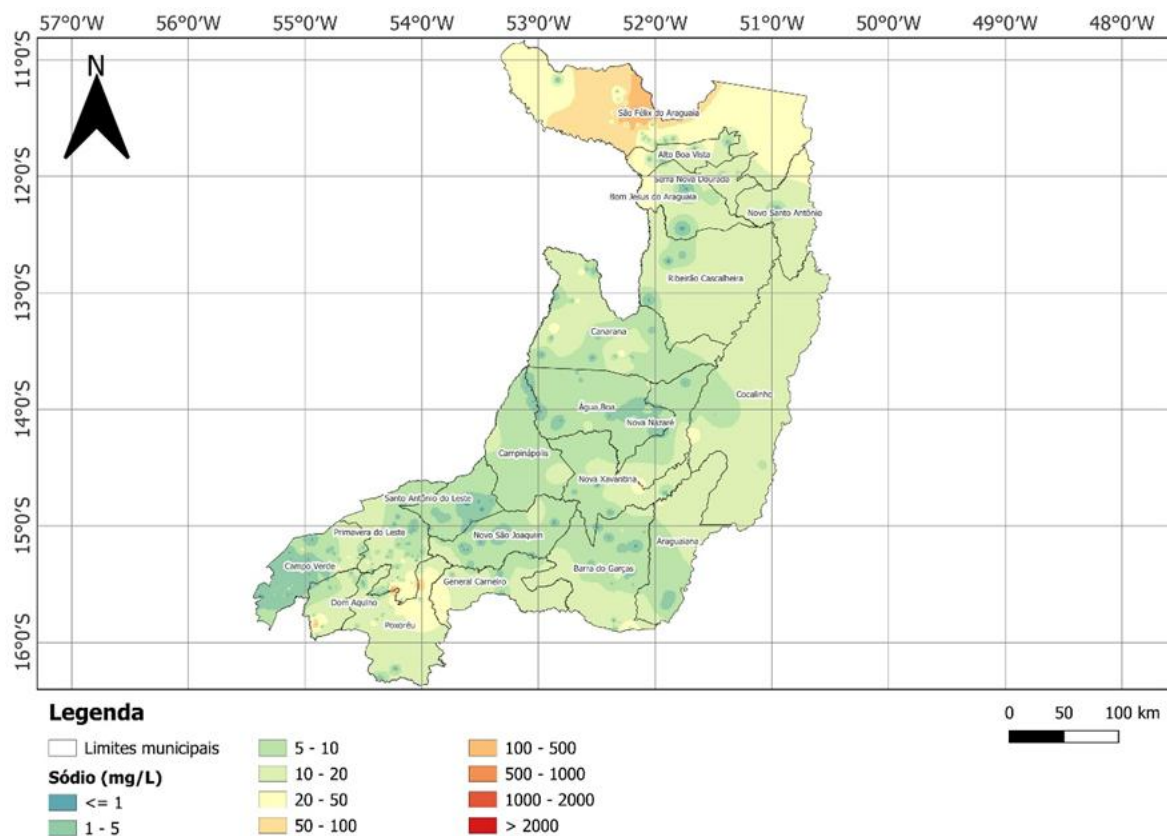 57°0'W 56°0'W 55°0'W 54°0'W 53°0'W 52°0'W 51°0'W 50°0'W 49°0'W 48°0'W
11°0'S
N
São Félix do Araguaia
Alto Boa Vista
12°0'S
Serra Nova Dourada
Bom Jesus do Araguaia
Novo Santo Antônio
Ribeirão Cascalheira
13°0'S
Canarana
Cocalinho
14°0'S
Água Boa
Nova Nazaré
Campinápolis
Nova Xavantina
Santo Antônio do Leste
15°0'S
Primavera do Leste
Novo São Joaquim
Araguaiana
Campo Verde
Barra do Garças
General Carneiro
Dom Aquino
Poxoréu
16°0'S
Legenda
Limites municipais
Sódio (mg/L)
<= 1
1 - 5
5 - 10
10 - 20
20 - 50
50 - 100
100 - 500
500 - 1000
1000 - 2000
> 2000
0 50 100 km